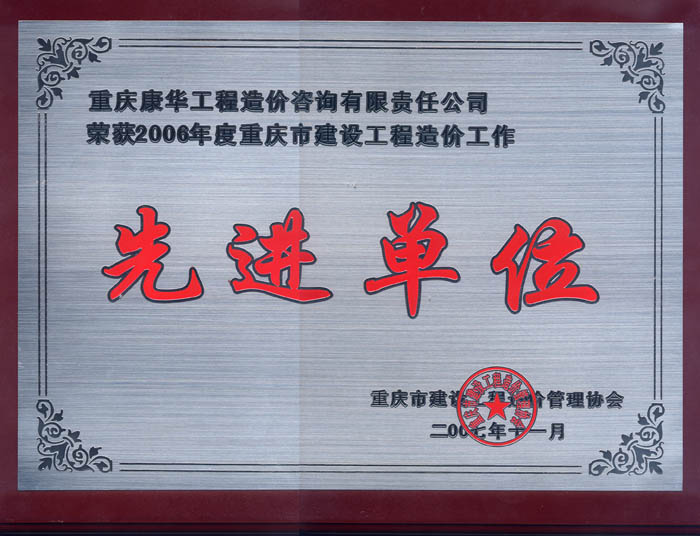 重庆康华工程造价咨询有限责任公司
荣获2006年度重庆市建设工程造价工作
先进单位
重庆市建设工程造价管理协会
二00七年十一月